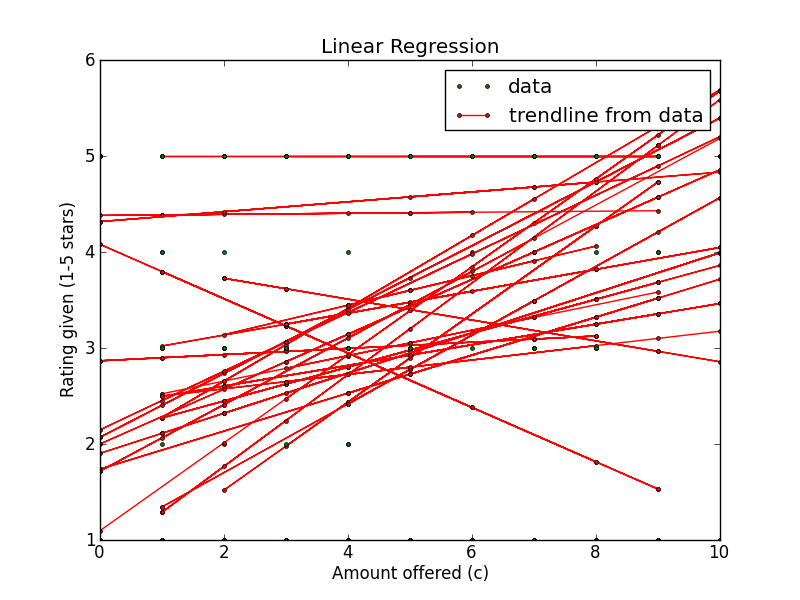 Linear Regression
data
trendline from data
6
5
4
3
2
1
0
2
4
6
8
10
Rating given (1-5 stars)
Amount offered (c)